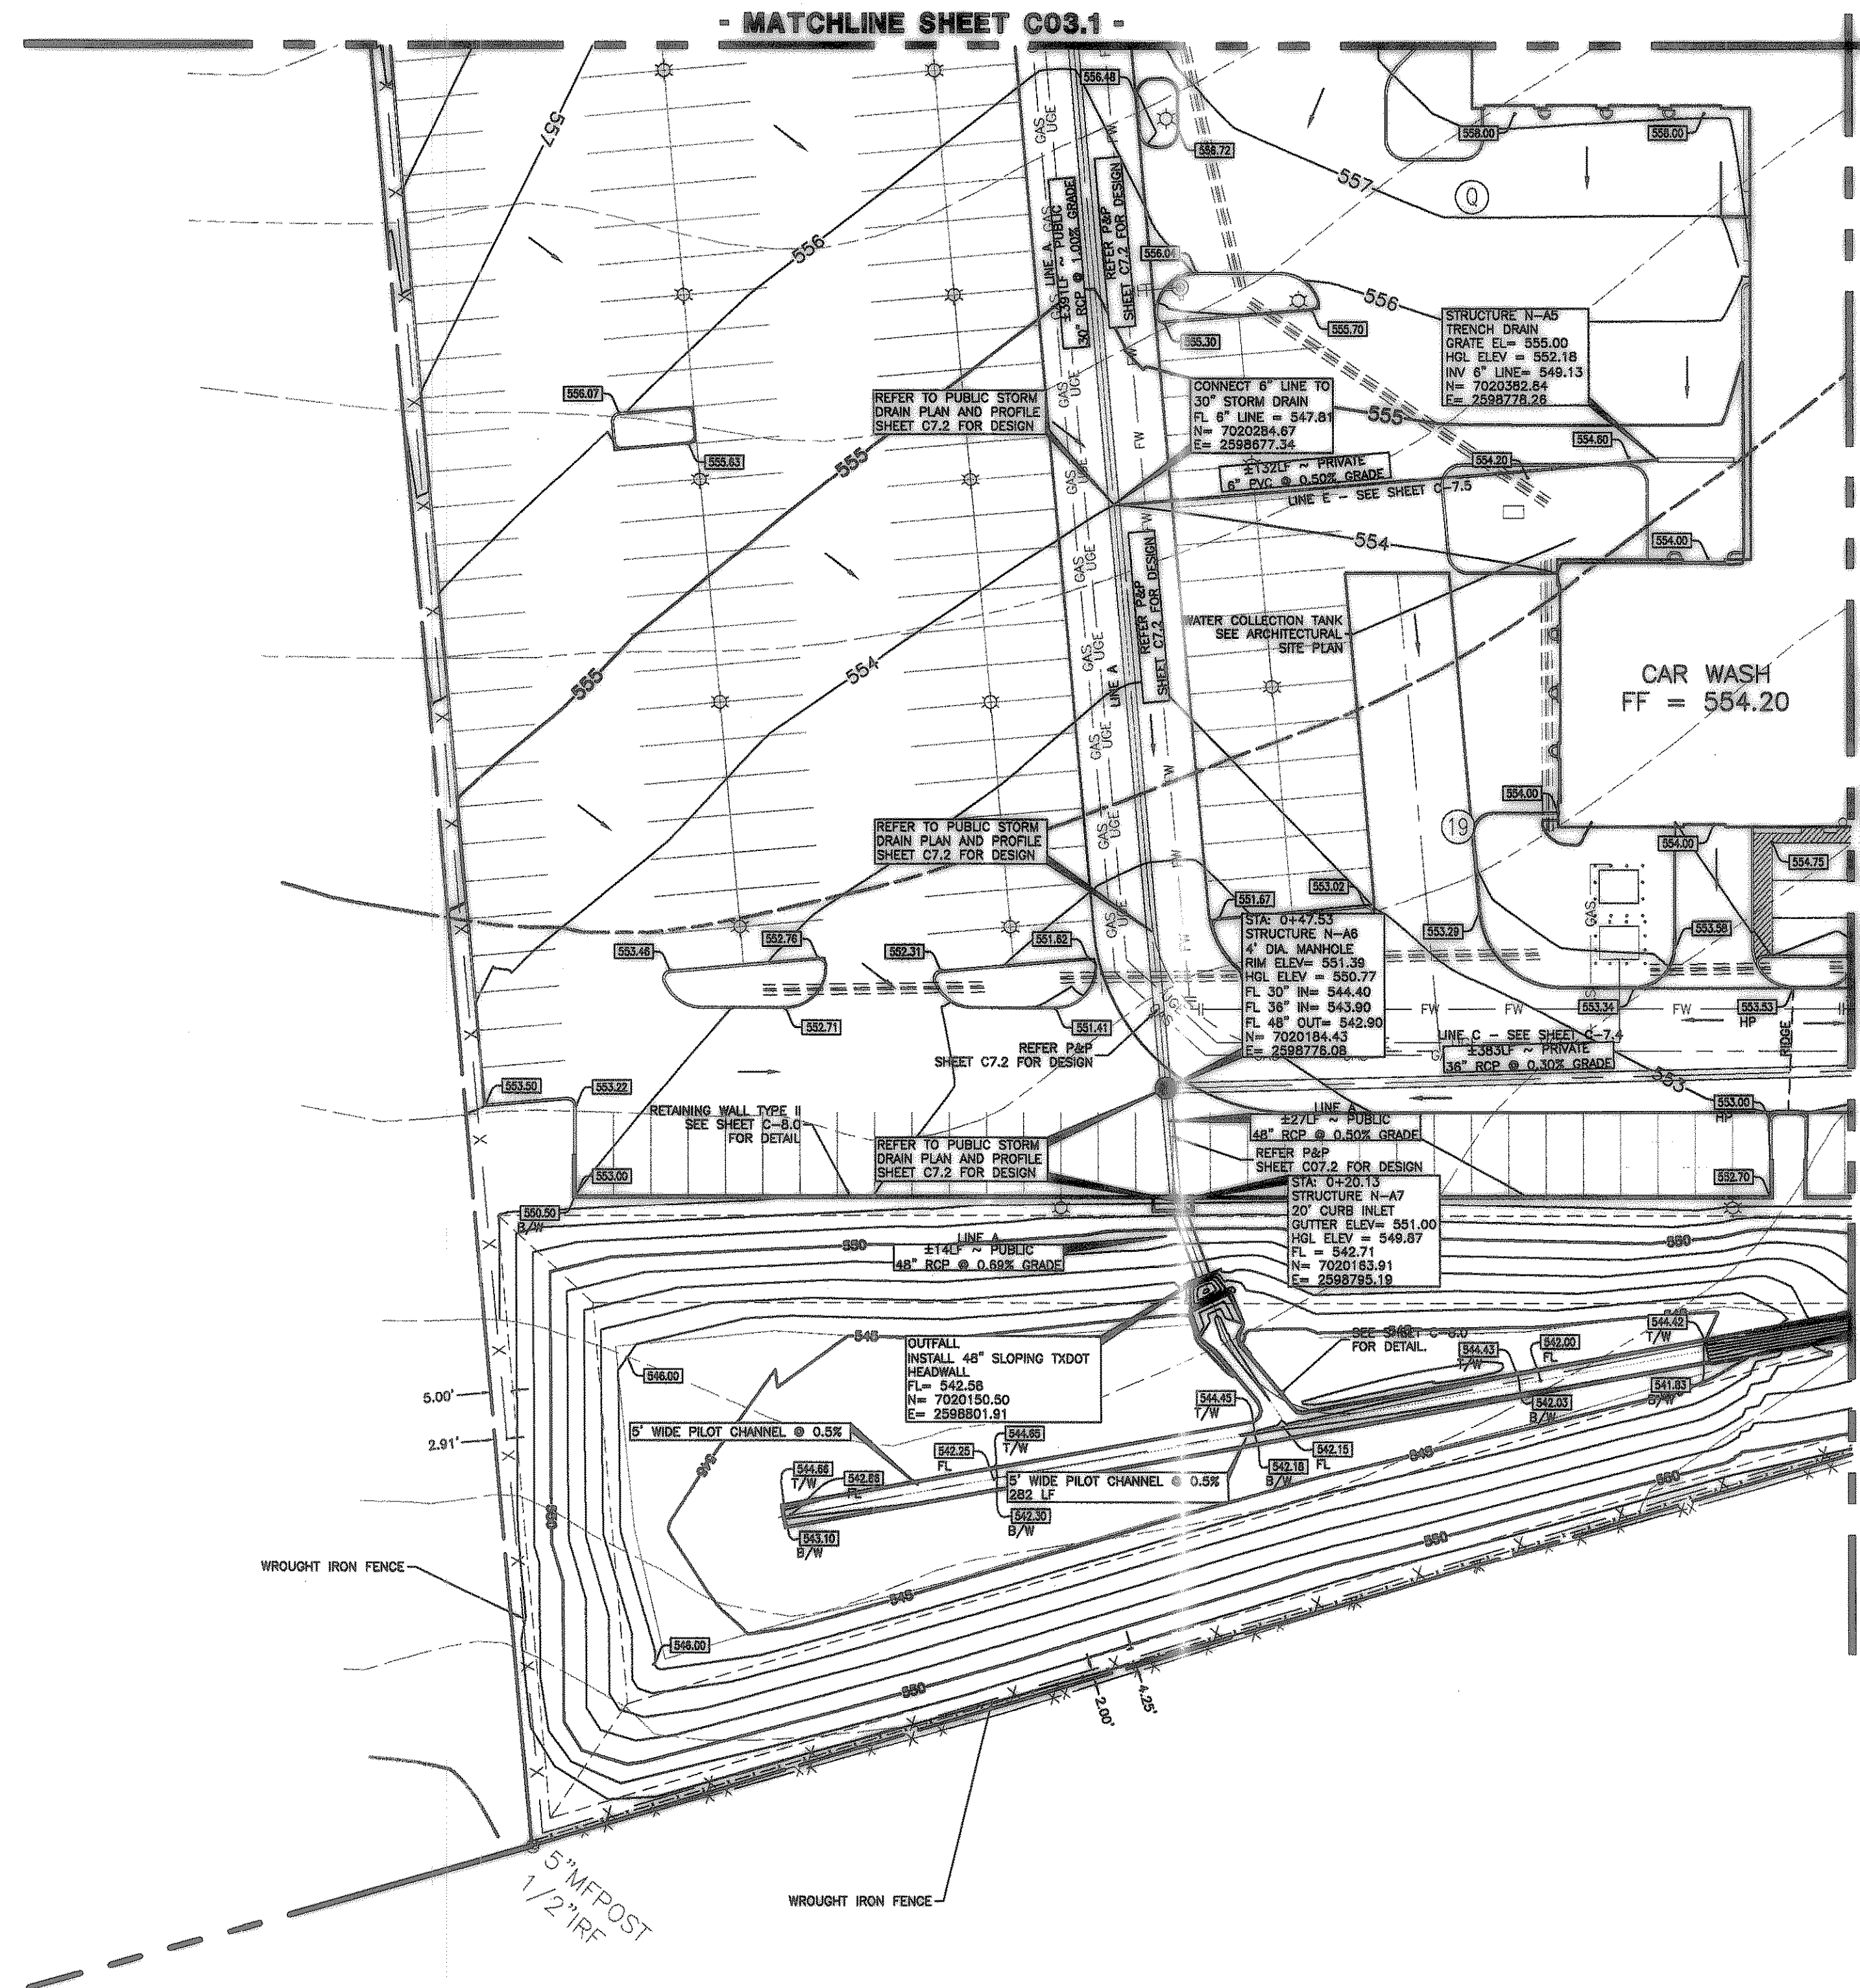 - MATCHLINE SHEET C03.1 -
557
556.48
556.72
558.00
558.00
557
Q
GAS
UGE
FW
LINE A
±391LF ~ PUBLIC
30" RCP @ 1.00% GRADE
REFER P&P
SHEET C7.2 FOR DESIGN
556
556.04
556
555.70
555.30
STRUCTURE N-A5
TRENCH DRAIN
GRATE EL= 555.00
HGL ELEV = 552.18
INV 6" LINE= 549.13
N= 7020382.84
E= 2598778.26
556.07
555.63
REFER TO PUBLIC STORM
DRAIN PLAN AND PROFILE
SHEET C7.2 FOR DESIGN
CONNECT 6" LINE TO
30" STORM DRAIN
FL 6" LINE = 547.81
N= 7020284.67
E= 2598677.34
555
555
554.60
554.20
±132LF ~ PRIVATE
6" PVC @ 0.50% GRADE
LINE E - SEE SHEET C-7.5
554
554.00
REFER P&P
SHEET C7.2 FOR DESIGN
LINE A
GAS
UGE
FW
WATER COLLECTION TANK
SEE ARCHITECTURAL
SITE PLAN
555
554
CAR WASH
FF = 554.20
554.00
19
554.00
554.75
REFER TO PUBLIC STORM
DRAIN PLAN AND PROFILE
SHEET C7.2 FOR DESIGN
553.02
551.67
553.29
553.58
GAS
553.46
552.76
552.31
551.62
STA: 0+47.53
STRUCTURE N-A6
4' DIA. MANHOLE
RIM ELEV= 551.39
HGL ELEV = 550.77
FL 30" IN= 544.40
FL 36" IN= 543.90
FL 48" OUT= 542.90
N= 7020184.43
E= 2598776.08
552.71
551.41
553.34
553.53
FW
FW
FW
HP
RIDGE
REFER P&P
SHEET C7.2 FOR DESIGN
LINE C - SEE SHEET C-7.4
±383LF ~ PRIVATE
36" RCP @ 0.30% GRADE
553
553.50
553.22
553.00
HP
RETAINING WALL TYPE II
SEE SHEET C-8.0
FOR DETAIL
LINE A
±27LF ~ PUBLIC
48" RCP @ 0.50% GRADE
REFER TO PUBLIC STORM
DRAIN PLAN AND PROFILE
SHEET C7.2 FOR DESIGN
REFER P&P
SHEET C07.2 FOR DESIGN
553.00
552.70
550.50
B/W
STA: 0+20.13
STRUCTURE N-A7
20' CURB INLET
GUTTER ELEV= 551.00
HGL ELEV = 549.87
FL = 542.71
N= 7020163.91
E= 2598795.19
LINE A
±14LF ~ PUBLIC
48" RCP @ 0.69% GRADE
550
550
545
545
OUTFALL
INSTALL 48" SLOPING TXDOT
HEADWALL
FL= 542.56
N= 7020150.50
E= 2598801.91
SEE SHEET C-8.0
FOR DETAIL.
544.42
T/W
544.43
T/W
542.00
FL
546.00
5.00'
2.91'
544.45
T/W
542.03
B/W
541.83
B/W
5' WIDE PILOT CHANNEL @ 0.5%
542.25
FL
544.65
T/W
542.15
FL
542.18
B/W
545
544.66
T/W
542.86
FL
5' WIDE PILOT CHANNEL @ 0.5%
282 LF
542.30
B/W
543.10
B/W
545
550
550
550
WROUGHT IRON FENCE
545
546.00
550
2.00'
4.25'
5"MFPOST
1/2"IRF
WROUGHT IRON FENCE